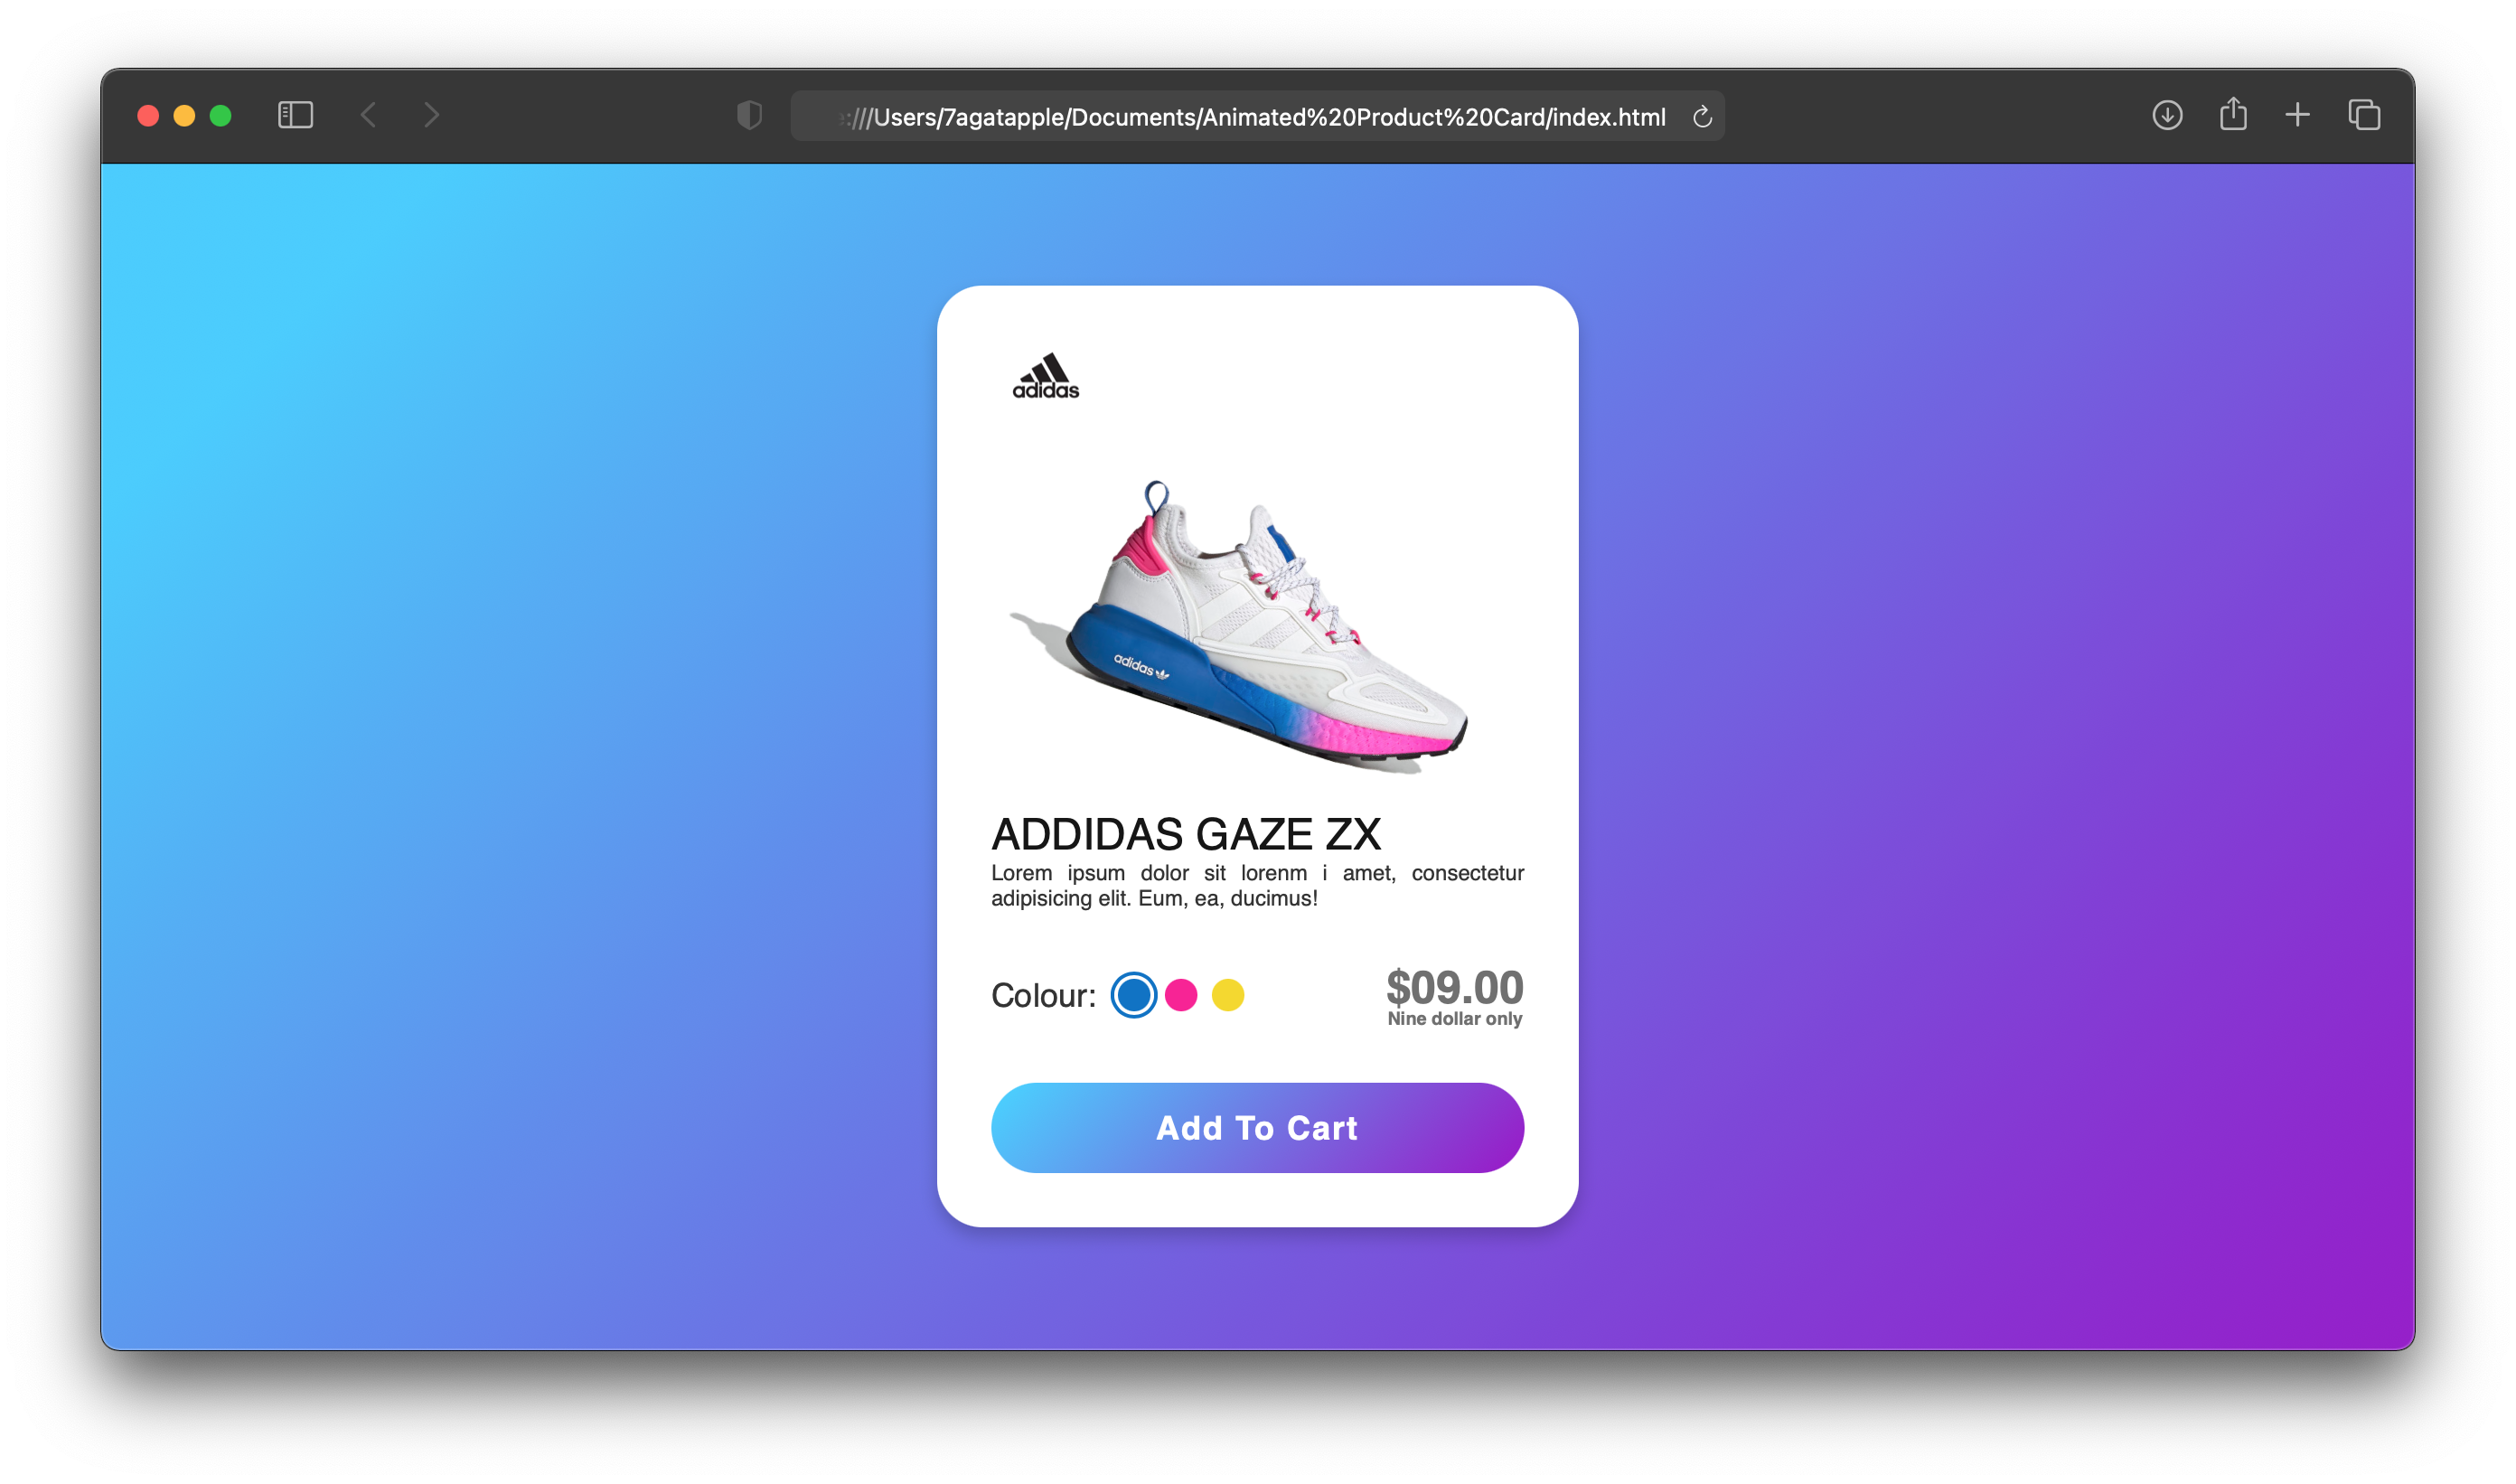 :///Users/7agatapple/Documents/Animated%20Product%20Card/index.html
adidas
adidas
ADDIDAS GAZE ZX
Lorem ipsum dolor sit lorenm i amet, consectetur
adipisicing elit. Eum, ea, ducimus!
Colour:
$09.00
Nine dollar only
Add To Cart